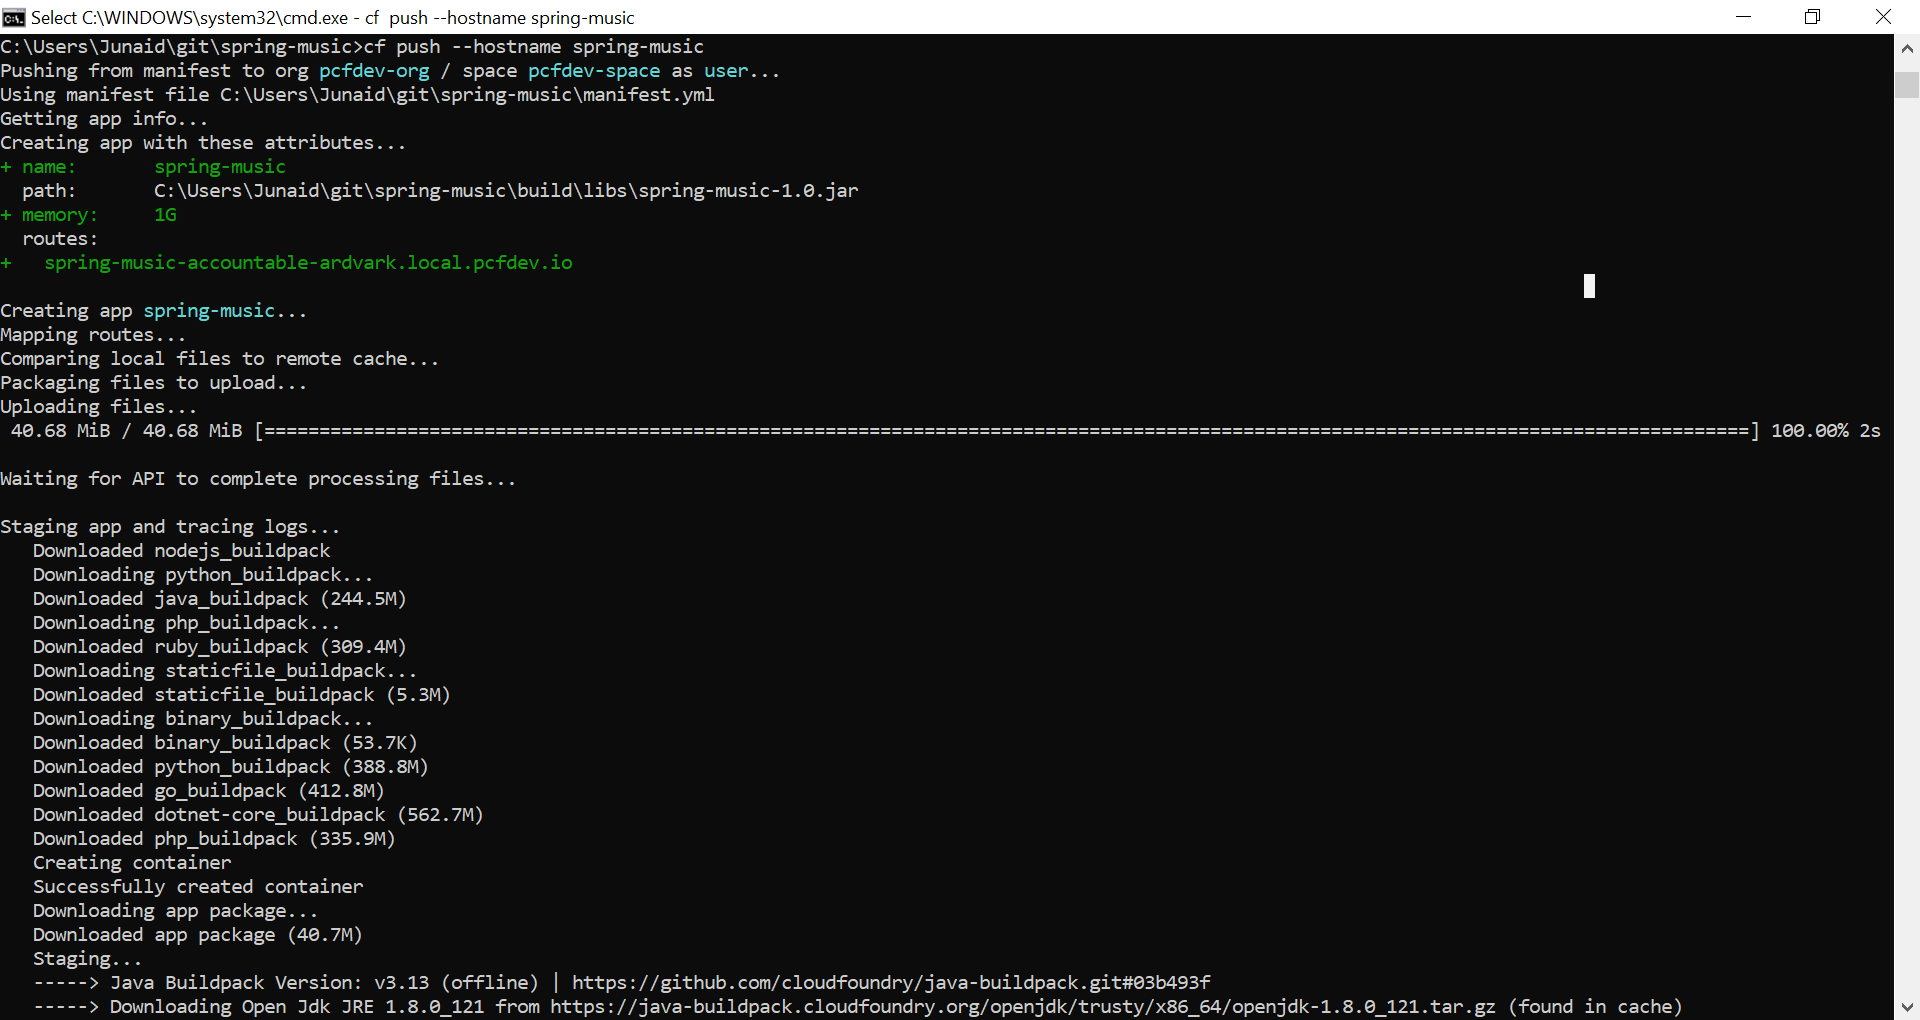 Select C:\WINDOWS\system32\cmd.exe - cf  push --hostname spring-music
C:\Users\Junaid\git\spring-music>cf push --hostname spring-music
Pushing from manifest to org pcfdev-org / space pcfdev-space as user...
Using manifest file C:\Users\Junaid\git\spring-music\manifest.yml
Getting app info...
Creating app with these attributes...
+ name:       spring-music
  path:       C:\Users\Junaid\git\spring-music\build\libs\spring-music-1.0.jar
+ memory:     1G
  routes:
+   spring-music-accountable-ardvark.local.pcfdev.io
Creating app spring-music...
Mapping routes...
Comparing local files to remote cache...
Packaging files to upload...
Uploading files...
 40.68 MiB / 40.68 MiB [=======================================================================================================================================] 100.00% 2s
Waiting for API to complete processing files...
Staging app and tracing logs...
   Downloaded nodejs_buildpack
   Downloading python_buildpack...
   Downloaded java_buildpack (244.5M)
   Downloading php_buildpack...
   Downloaded ruby_buildpack (309.4M)
   Downloading staticfile_buildpack...
   Downloaded staticfile_buildpack (5.3M)
   Downloading binary_buildpack...
   Downloaded binary_buildpack (53.7K)
   Downloaded python_buildpack (388.8M)
   Downloaded go_buildpack (412.8M)
   Downloaded dotnet-core_buildpack (562.7M)
   Downloaded php_buildpack (335.9M)
   Creating container
   Successfully created container
   Downloading app package...
   Downloaded app package (40.7M)
   Staging...
   -----> Java Buildpack Version: v3.13 (offline) | https://github.com/cloudfoundry/java-buildpack.git#03b493f
   -----> Downloading Open Jdk JRE 1.8.0_121 from https://java-buildpack.cloudfoundry.org/openjdk/trusty/x86_64/openjdk-1.8.0_121.tar.gz (found in cache)